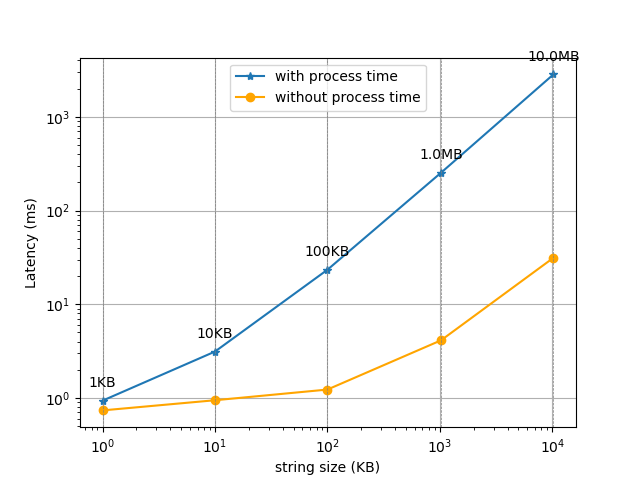 10.0MB
with process time
without process time
10³
1.0MB
Latency (ms)
10²
100KB
10¹
10KB
1KB
10⁰
10⁰ 10¹ 10² 10³ 10⁴
string size (KB)